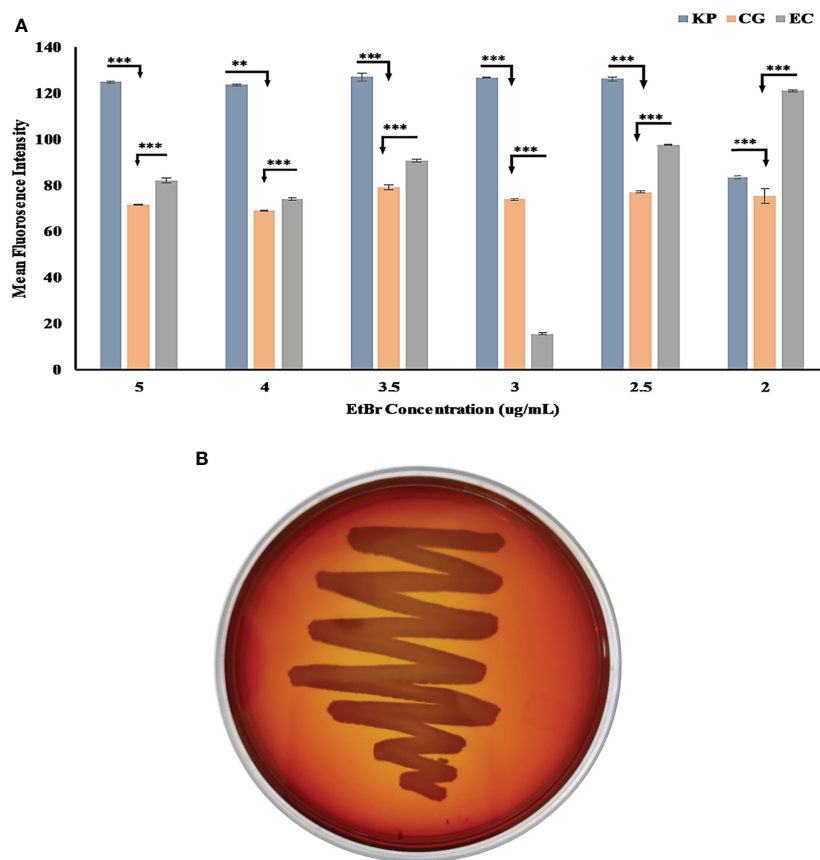 A
KP CG EC
140
120
100
80
60
40
20
0
Mean Fluorosence Intensity
*** ** *** *** *** ***
*** *** *** *** *** ***
5 4 3.5 3 2.5 2
EtBr Concentration (ug/mL)
B